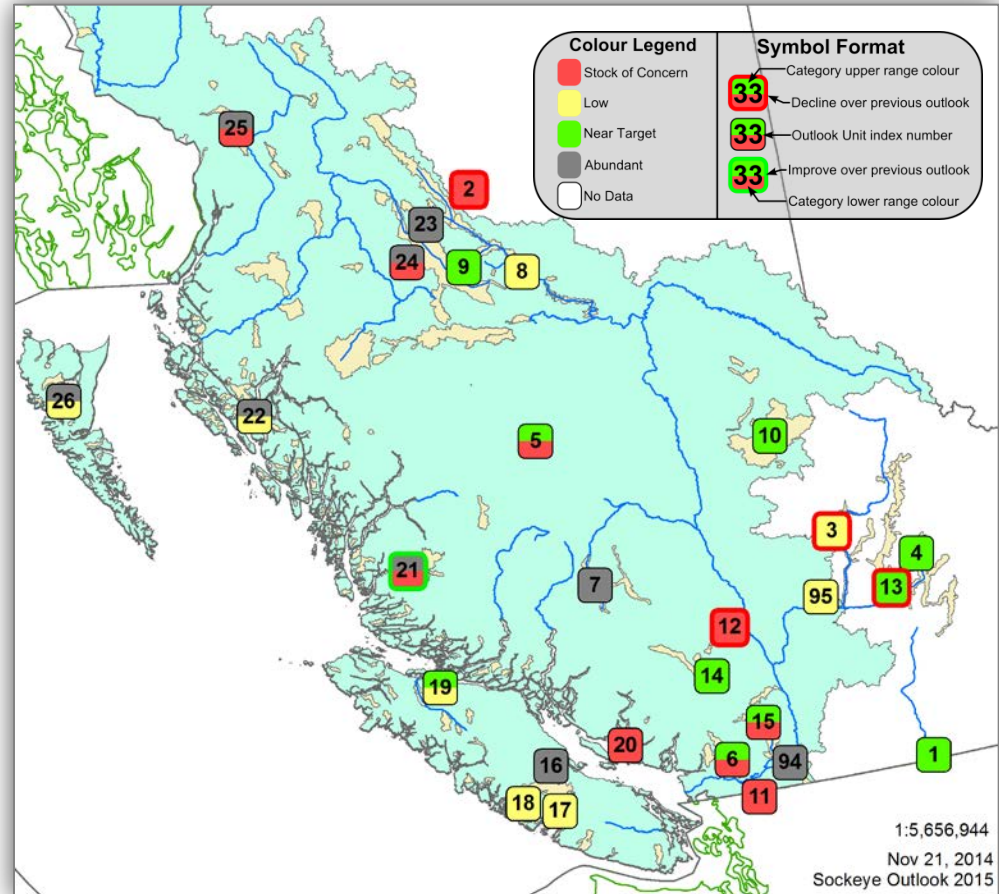 Colour Legend
Stock of Concern
Low
Near Target
Abundant
No Data
Symbol Format
33
Category upper range colour
Decline over previous outlook
33
Outlook Unit index number
33
Improve over previous outlook
Category lower range colour
25
2
23
24
9
8
26
22
5
10
3
4
13
95
21
7
12
14
19
15
20
6
94
1
16
11
18
17
1:5,656,944
Nov 21, 2014
Sockeye Outlook 2015